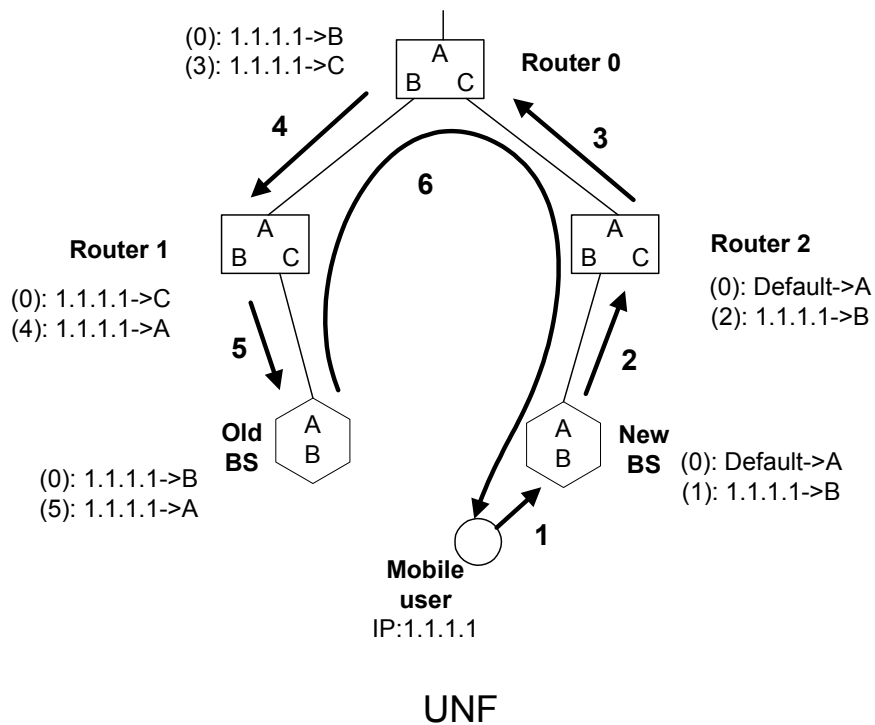 (0): 1.1.1.1->B
(3): 1.1.1.1->C
A
B C
Router 0
4
3
6
Router 1
A
B C
(0): 1.1.1.1->C
(4): 1.1.1.1->A
A
B C
Router 2
(0): Default->A
(2): 1.1.1.1->B
5
2
Old
BS
A
B
(0): 1.1.1.1->B
(5): 1.1.1.1->A
A
B
New
BS
(0): Default->A
(1): 1.1.1.1->B
1
Mobile
user
IP:1.1.1.1
UNF